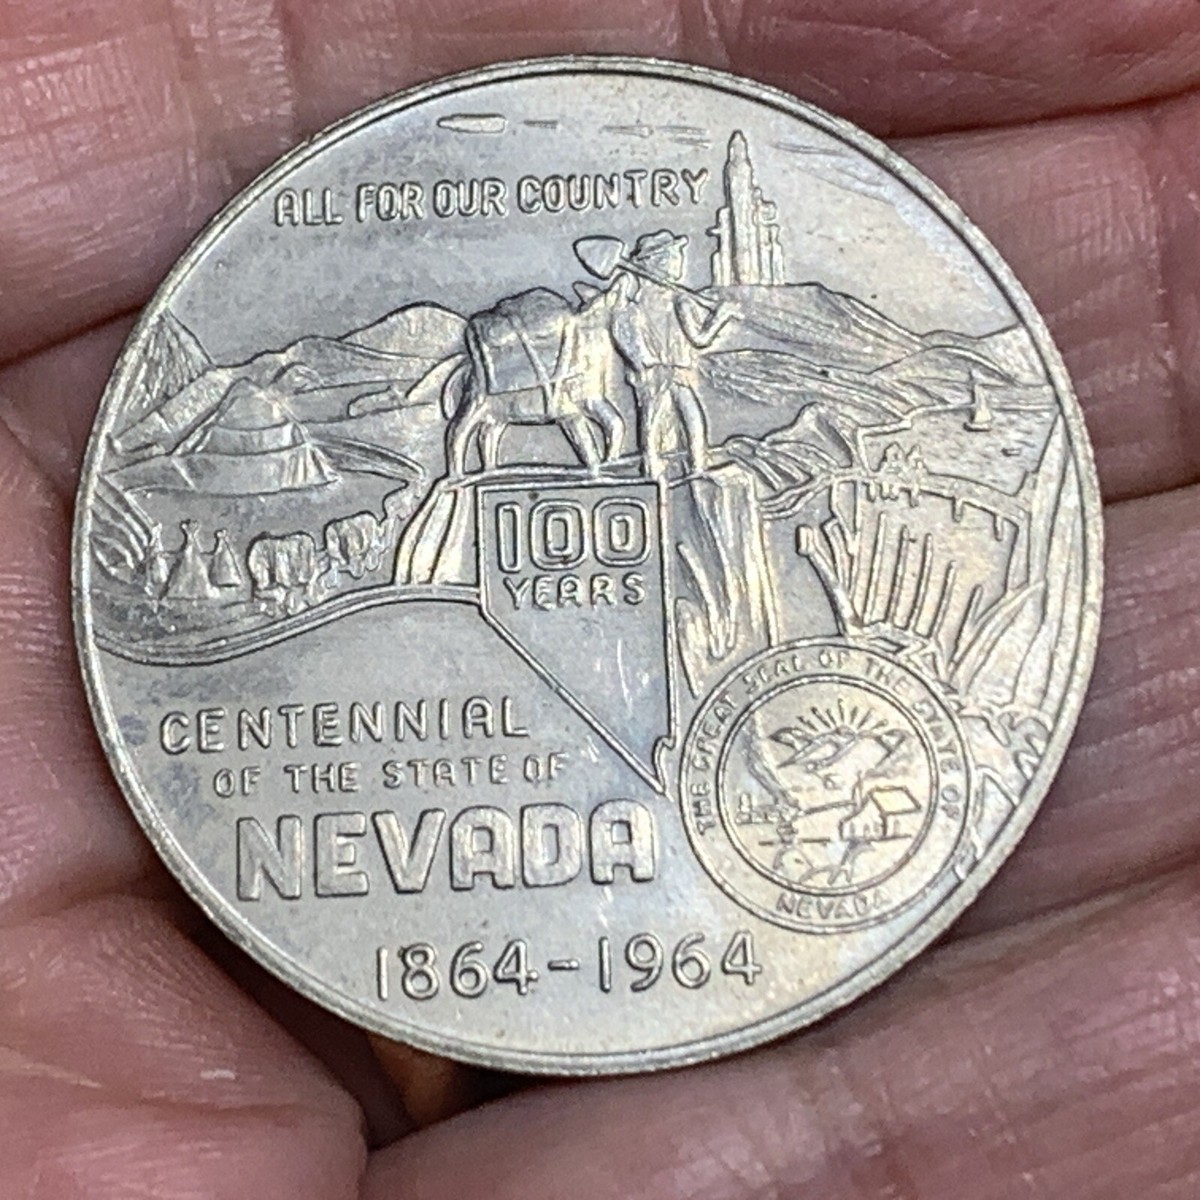 ALL FOR OUR COUNTRY
100
YEARS
CENTENNIAL
OF THE STATE OF
NEVADA
1864-1964
THE GREAT SEAL OF THE STATE OF
NEVADA